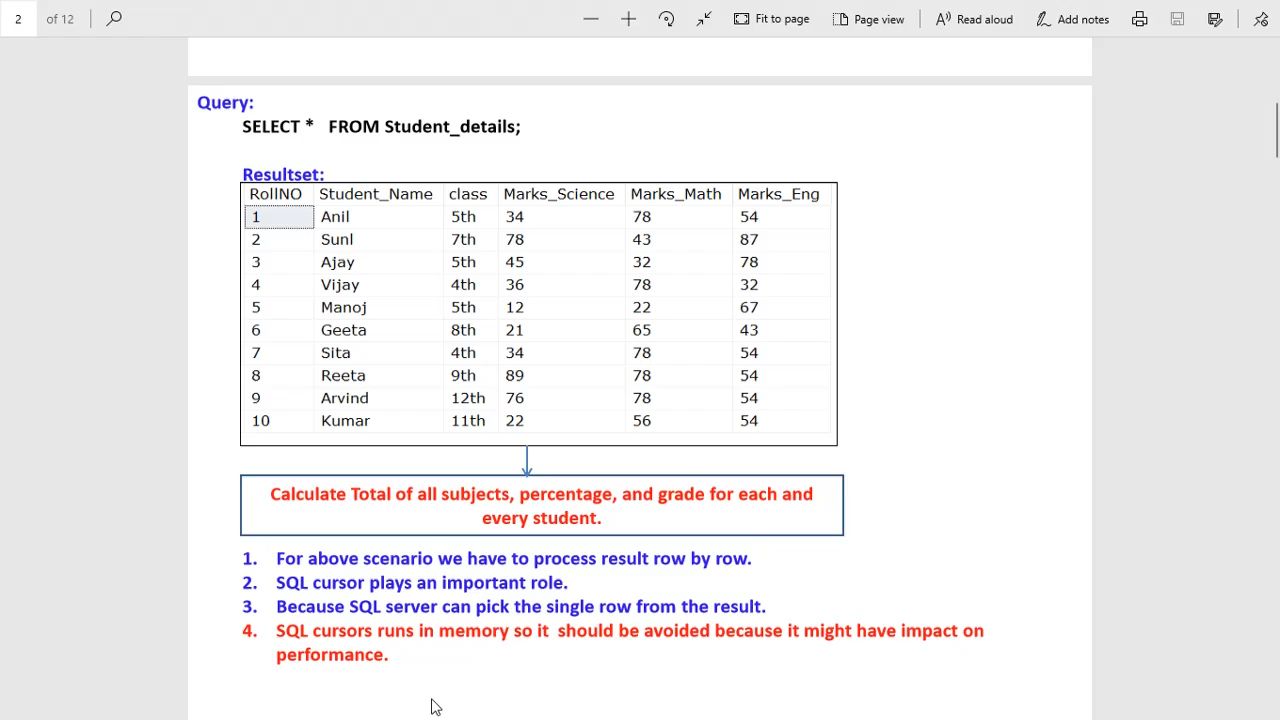 2 of 12 Fit to page Page view Read aloud Add notes
Query:
SELECT * FROM Student_details;
Resultset:
RollNO Student_Name class Marks_Science Marks_Math Marks_Eng
1 Anil 5th 34 78 54
2 Sunl 7th 78 43 87
3 Ajay 5th 45 32 78
4 Vijay 4th 36 78 32
5 Manoj 5th 12 22 67
6 Geeta 8th 21 65 43
7 Sita 4th 34 78 54
8 Reeta 9th 89 78 54
9 Arvind 12th 76 78 54
10 Kumar 11th 22 56 54
Calculate Total of all subjects, percentage, and grade for each and
every student.
1. For above scenario we have to process result row by row.
2. SQL cursor plays an important role.
3. Because SQL server can pick the single row from the result.
4. SQL cursors runs in memory so it should be avoided because it might have impact on
performance.